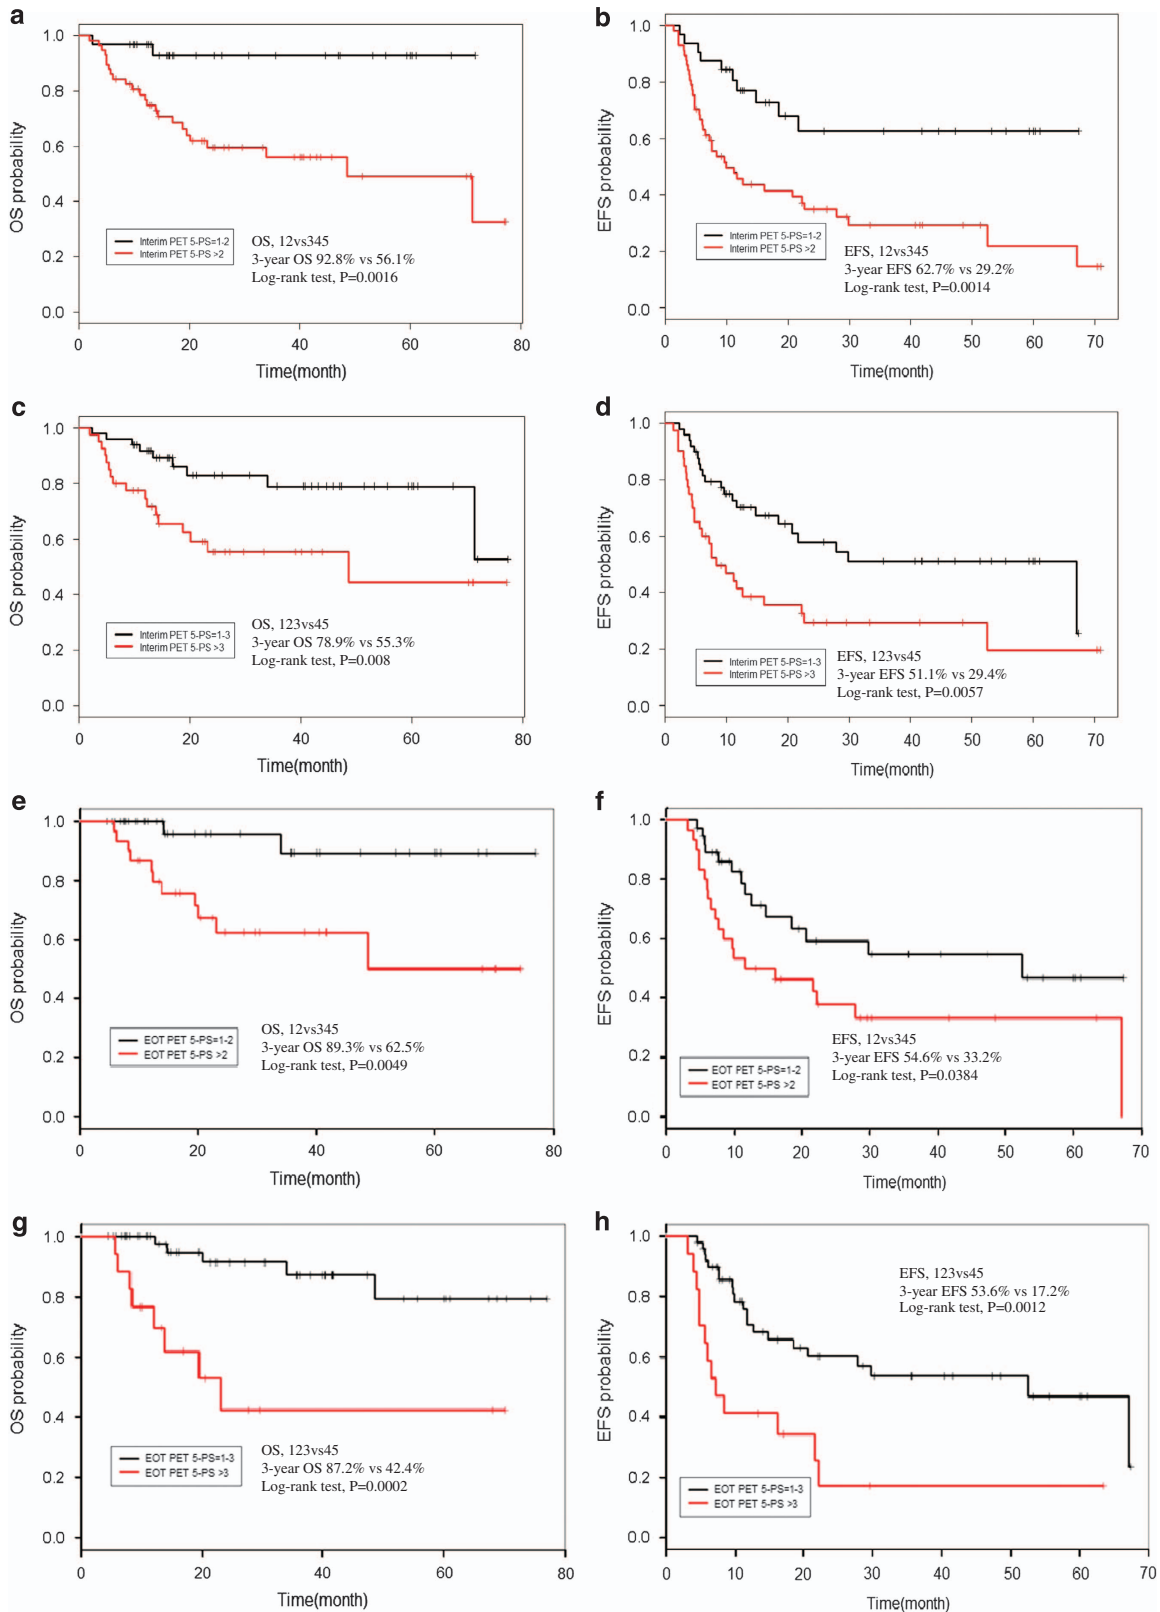 a
OS probability
1.0
0.8
0.6
0.4
0.2
0.0
Interim PET 5-PS=1-2
Interim PET 5-PS >2
OS, 12vs345
3-year OS 92.8% vs 56.1%
Log-rank test, P=0.0016
0 20 40 60 80
Time(month)
b
EFS probability
1.0
0.8
0.6
0.4
0.2
0.0
Interim PET 5-PS=1-2
Interim PET 5-PS >2
EFS, 12vs345
3-year EFS 62.7% vs 29.2%
Log-rank test, P=0.0014
0 10 20 30 40 50 60 70
Time(month)
c
OS probability
1.0
0.8
0.6
0.4
0.2
0.0
Interim PET 5-PS=1-3
Interim PET 5-PS >3
OS, 123vs45
3-year OS 78.9% vs 55.3%
Log-rank test, P=0.008
0 20 40 60 80
Time(month)
d
EFS probability
1.0
0.8
0.6
0.4
0.2
0.0
Interim PET 5-PS=1-3
Interim PET 5-PS >3
EFS, 123vs45
3-year EFS 51.1% vs 29.4%
Log-rank test, P=0.0057
0 10 20 30 40 50 60 70
Time(month)
e
OS probability
1.0
0.8
0.6
0.4
0.2
0.0
EOT PET 5-PS=1-2
EOT PET 5-PS >2
OS, 12vs345
3-year OS 89.3% vs 62.5%
Log-rank test, P=0.0049
0 20 40 60 80
Time(month)
f
EFS probability
1.0
0.8
0.6
0.4
0.2
0.0
EOT PET 5-PS=1-2
EOT PET 5-PS >2
EFS, 12vs345
3-year EFS 54.6% vs 33.2%
Log-rank test, P=0.0384
0 10 20 30 40 50 60 70
Time(month)
g
OS probability
1.0
0.8
0.6
0.4
0.2
0.0
EOT PET 5-PS=1-3
EOT PET 5-PS >3
OS, 123vs45
3-year OS 87.2% vs 42.4%
Log-rank test, P=0.0002
0 20 40 60 80
Time(month)
h
EFS probability
1.0
0.8
0.6
0.4
0.2
0.0
EFS, 123vs45
3-year EFS 53.6% vs 17.2%
Log-rank test, P=0.0012
EOT PET 5-PS=1-3
EOT PET 5-PS >3
0 10 20 30 40 50 60 70
Time(month)